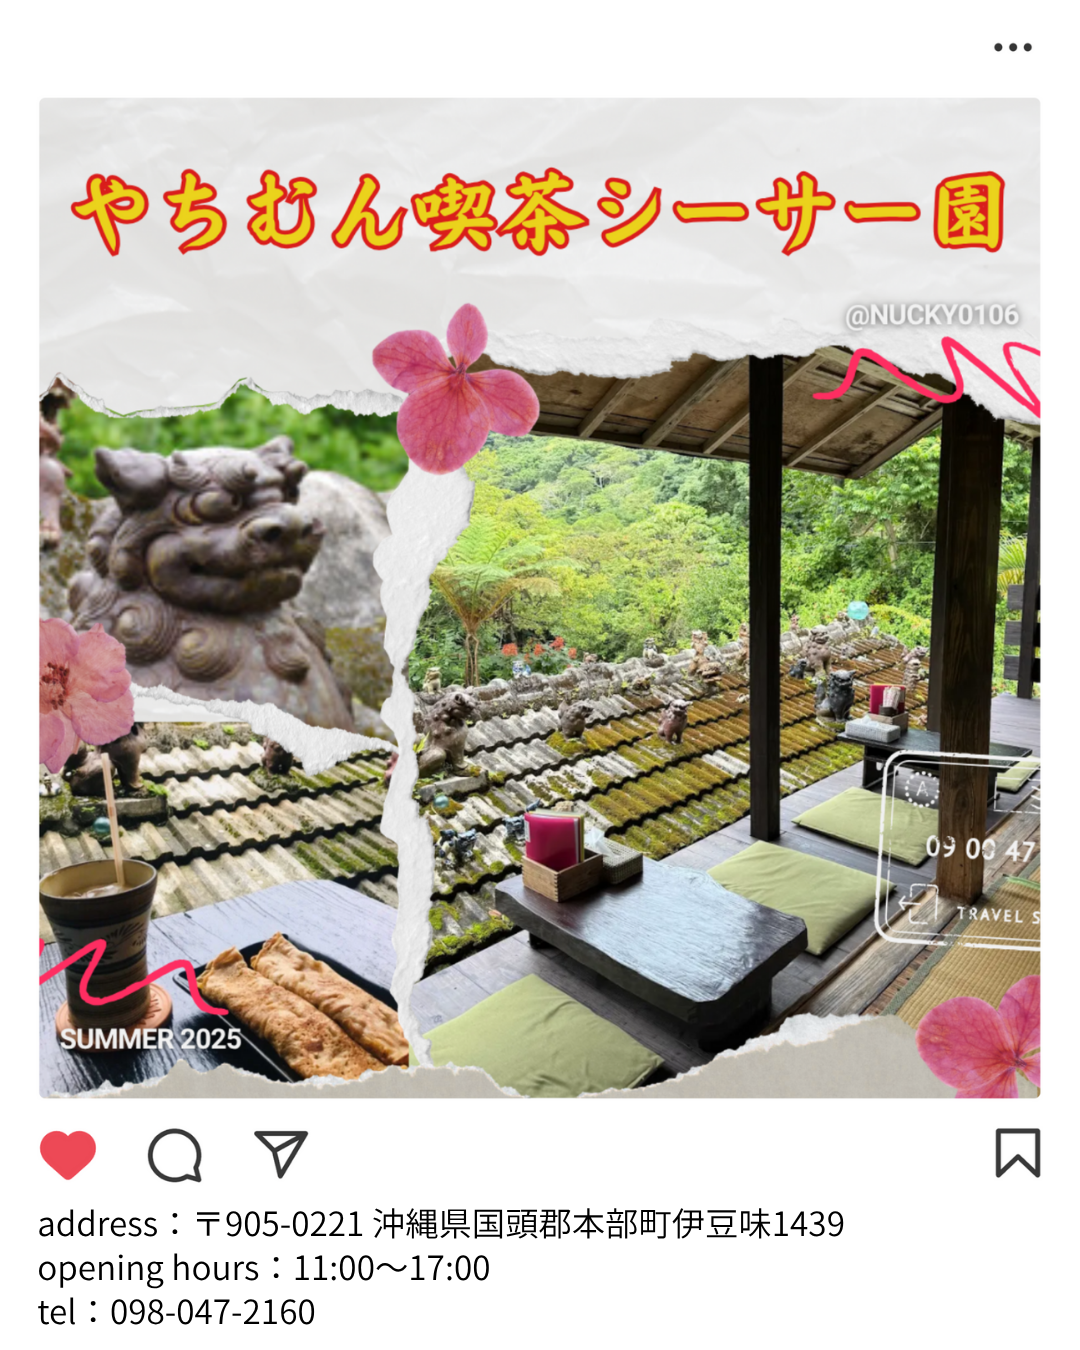 やちむん喫茶シーサー園
@NUCKY0106
A
09 00 47
TRAVEL S
SUMMER 2025
address：〒905-0221 沖縄県国頭郡本部町伊豆味1439
opening hours：11:00〜17:00
tel：098-047-2160